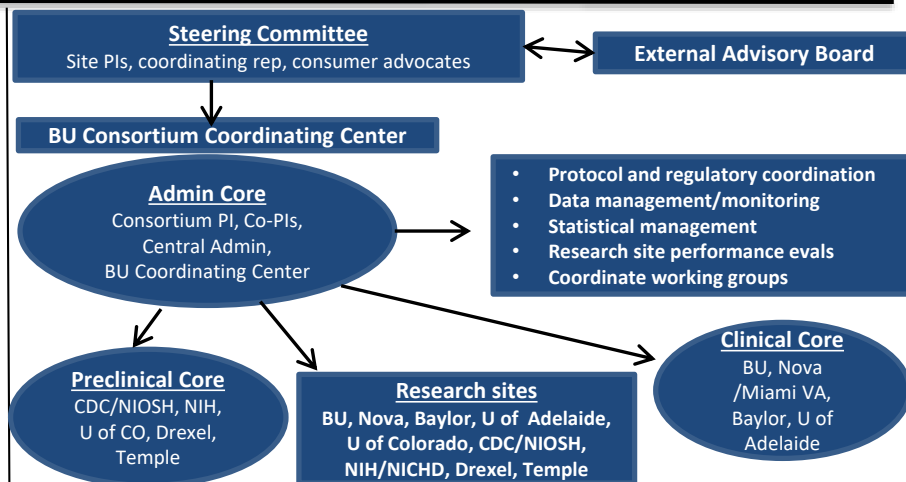 Steering Committee
Site PIs, coordinating rep, consumer advocates
External Advisory Board
BU Consortium Coordinating Center
Admin Core
Consortium PI, Co-PIs,
Central Admin,
BU Coordinating Center
• Protocol and regulatory coordination
• Data management/monitoring
• Statistical management
• Research site performance evals
• Coordinate working groups
Preclinical Core
CDC/NIOSH, NIH,
U of CO, Drexel,
Temple
Research sites
BU, Nova, Baylor, U of Adelaide,
U of Colorado, CDC/NIOSH,
NIH/NICHD, Drexel, Temple
Clinical Core
BU, Nova
/Miami VA,
Baylor, U of
Adelaide